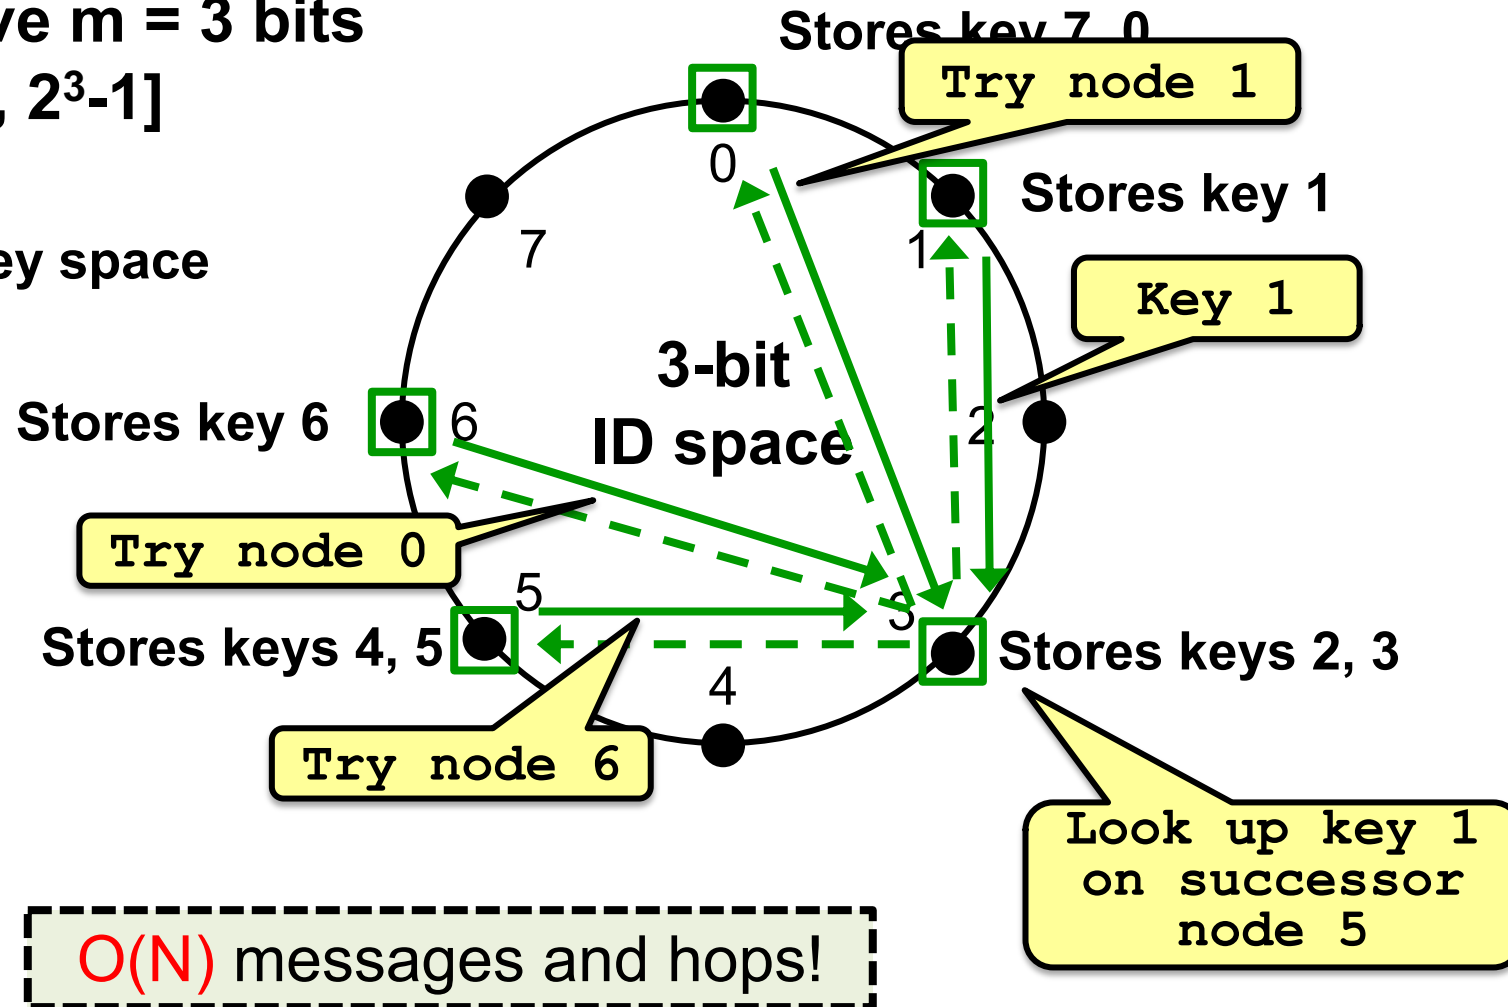 ve m = 3 bits
, 2³-1]
ey space
Stores key 7, 0
Try node 1
0
Stores key 1
1
7
Key 1
3-bit
ID space
2
Stores key 6
6
Try node 0
5
3
Stores keys 4, 5
Stores keys 2, 3
4
Try node 6
Look up key 1
on successor
node 5
O(N) messages and hops!